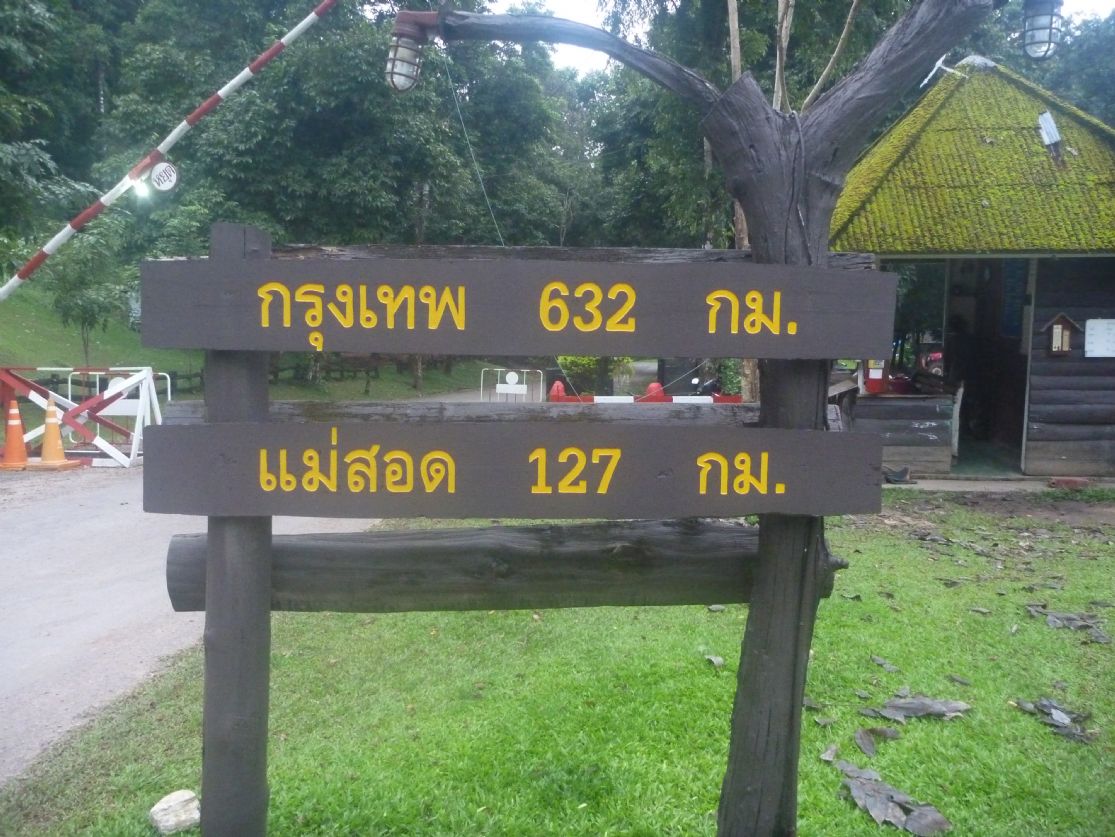 กรุงเทพ 632 กม.
แม่สอด 127 กม.